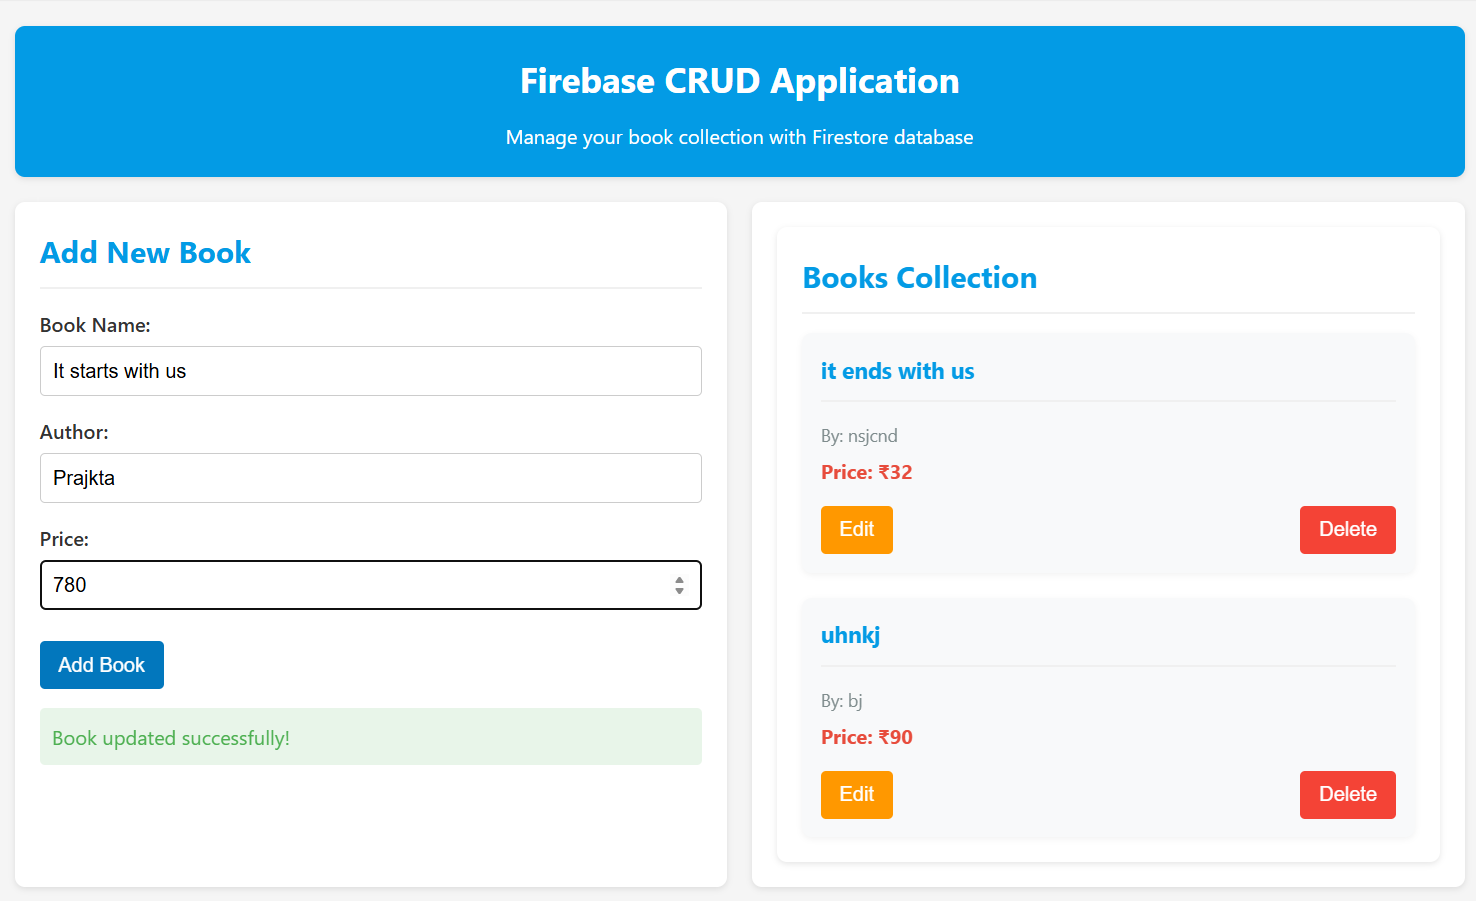 Firebase CRUD Application
Manage your book collection with Firestore database
Add New Book
Book Name:
It starts with us
Author:
Prajkta
Price:
780
Add Book
Book updated successfully!
Books Collection
it ends with us
By: nsjcnd
Price: ₹32
Edit
Delete
uhnkj
By: bj
Price: ₹90
Edit
Delete